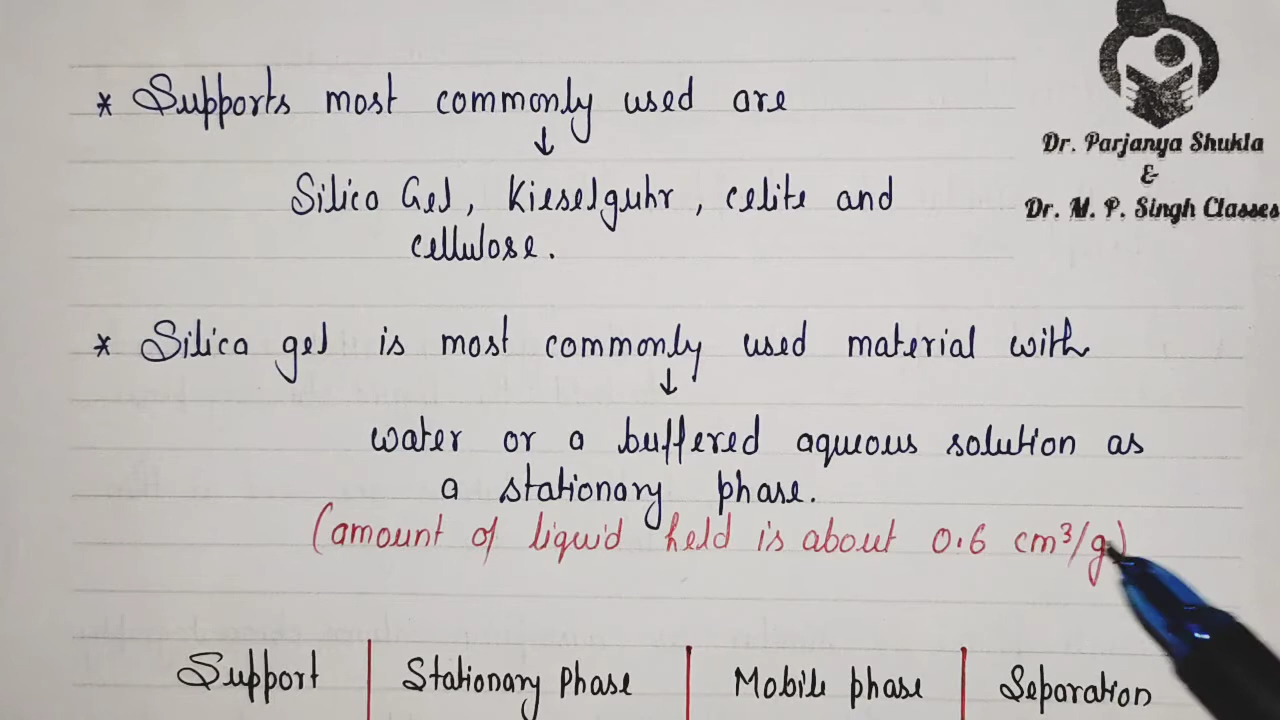 * Supports most commonly used are
↓
Silica Gel, Kieselguhr, celite and
cellulose.
* Silica gel is most commonly used material with
↓
water or a buffered aqueous solution as
a stationary phase.
(amount of liquid held is about 0.6 cm³/g)
Support | Stationary Phase | Mobile phase | Separation
Dr. Parjanya Shukla
&
Dr. M. P. Singh Classes